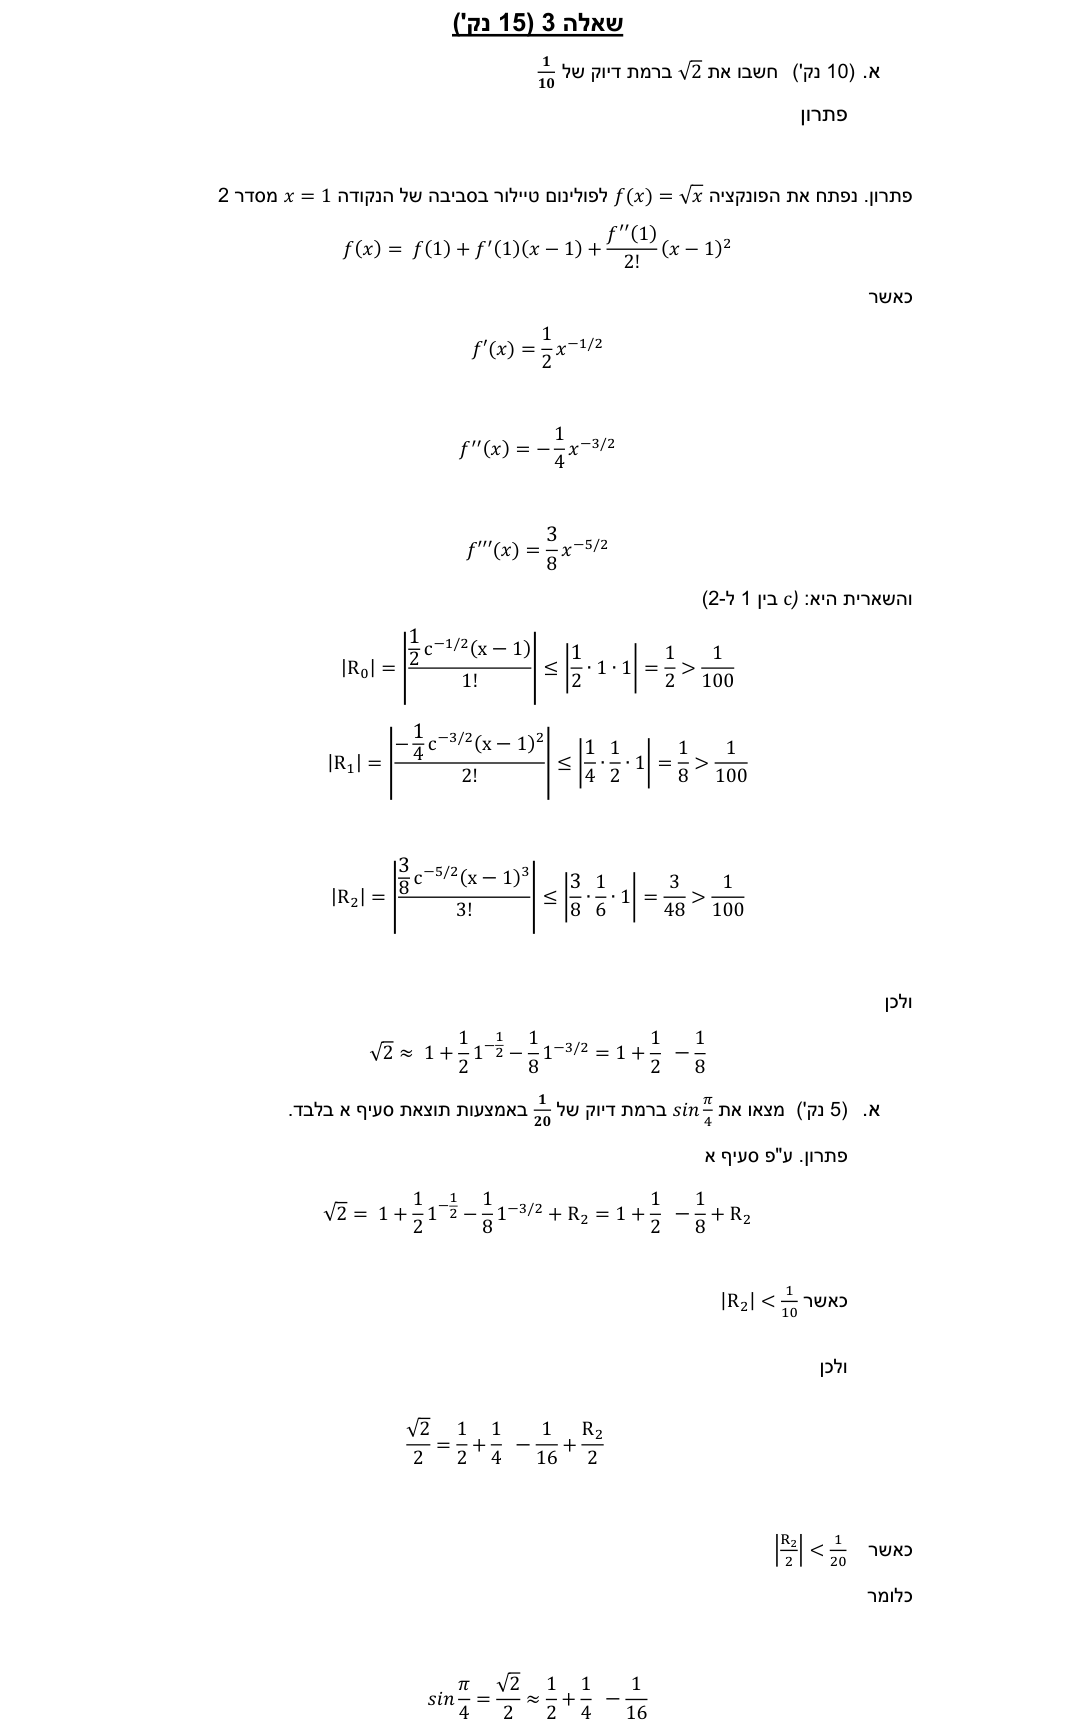 שאלה 3 (15 נק')
א. (10 נק') חשבו את √2 ברמת דיוק של 1/10
פתרון
פתרון. נפתח את הפונקציה f(x) = √x לפולינום טיילור בסביבה של הנקודה x = 1 מסדר 2
f(x) = f(1) + f′(1)(x − 1) + f′′(1)/2! (x − 1)²
כאשר
f′(x) = 1/2 x^(−1/2)
f′′(x) = −1/4 x^(−3/2)
f′′′(x) = 3/8 x^(−5/2)
והשארית היא: (c בין 1 ל-2)
|R₀| = |1/2 c^(−1/2)(x − 1) / 1!| ≤ |1/2 · 1 · 1| = 1/2 > 1/100
|R₁| = |−1/4 c^(−3/2)(x − 1)² / 2!| ≤ |1/4 · 1/2 · 1| = 1/8 > 1/100
|R₂| = |3/8 c^(−5/2)(x − 1)³ / 3!| ≤ |3/8 · 1/6 · 1| = 3/48 > 1/100
ולכן
√2 ≈ 1 + 1/2 1^(−1/2) − 1/8 1^(−3/2) = 1 + 1/2 − 1/8
א. (5 נק') מצאו את sin π/4 ברמת דיוק של 1/20 באמצעות תוצאת סעיף א בלבד.
פתרון. ע"פ סעיף א
√2 = 1 + 1/2 1^(−1/2) − 1/8 1^(−3/2) + R₂ = 1 + 1/2 − 1/8 + R₂
כאשר |R₂| < 1/10
ולכן
√2/2 = 1/2 + 1/4 − 1/16 + R₂/2
כאשר |R₂/2| < 1/20
כלומר
sin π/4 = √2/2 ≈ 1/2 + 1/4 − 1/16